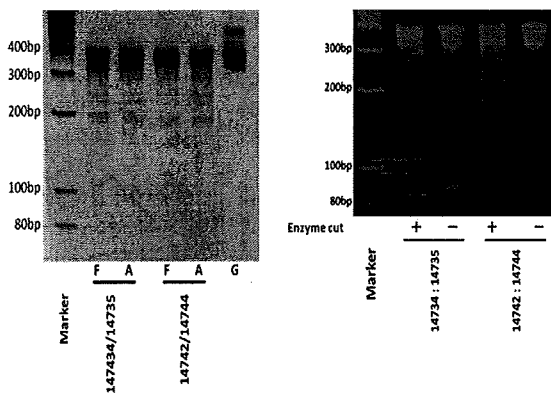 400bp
300bp
200bp
100bp
80bp
F A F A G
Marker
147434/14735
14742/14744
300bp
200bp
100bp
80bp
Enzyme cut + − + −
Marker
14734 : 14735
14742 : 14744